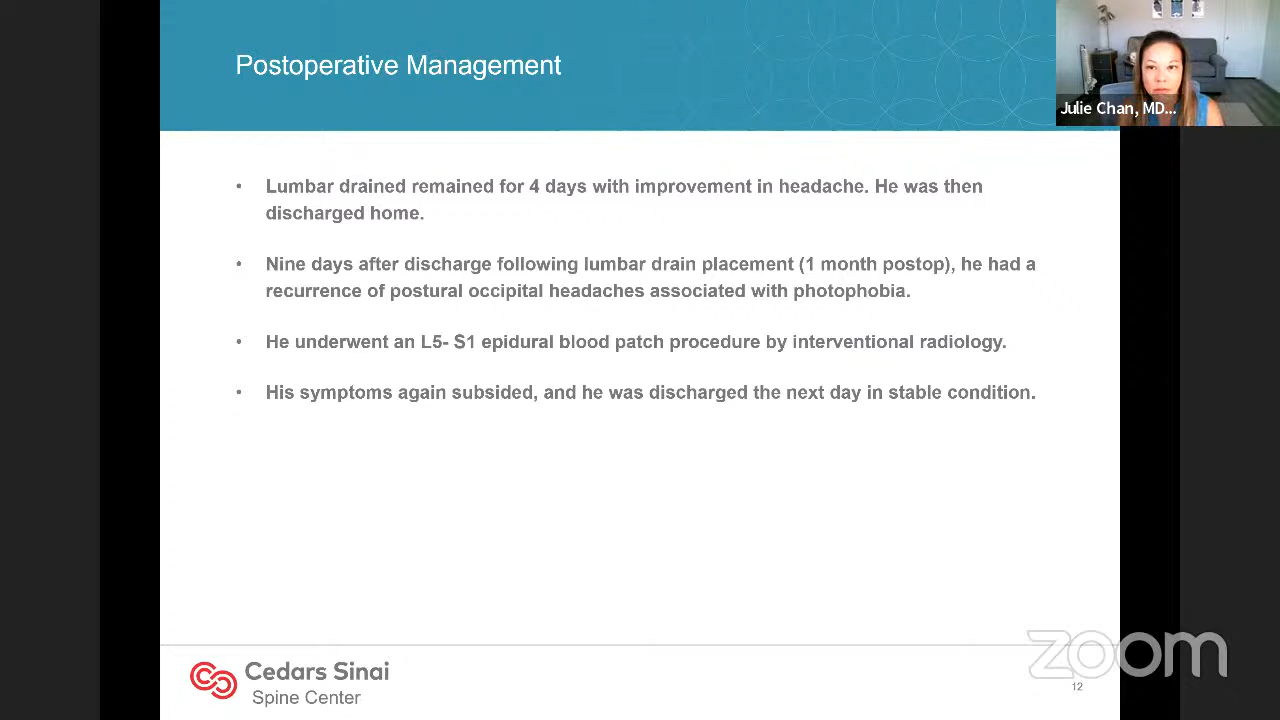 Postoperative Management
Julie Chan, MD...
• Lumbar drained remained for 4 days with improvement in headache. He was then
discharged home.
• Nine days after discharge following lumbar drain placement (1 month postop), he had a
recurrence of postural occipital headaches associated with photophobia.
• He underwent an L5- S1 epidural blood patch procedure by interventional radiology.
• His symptoms again subsided, and he was discharged the next day in stable condition.
Cedars Sinai
Spine Center
zoom
12